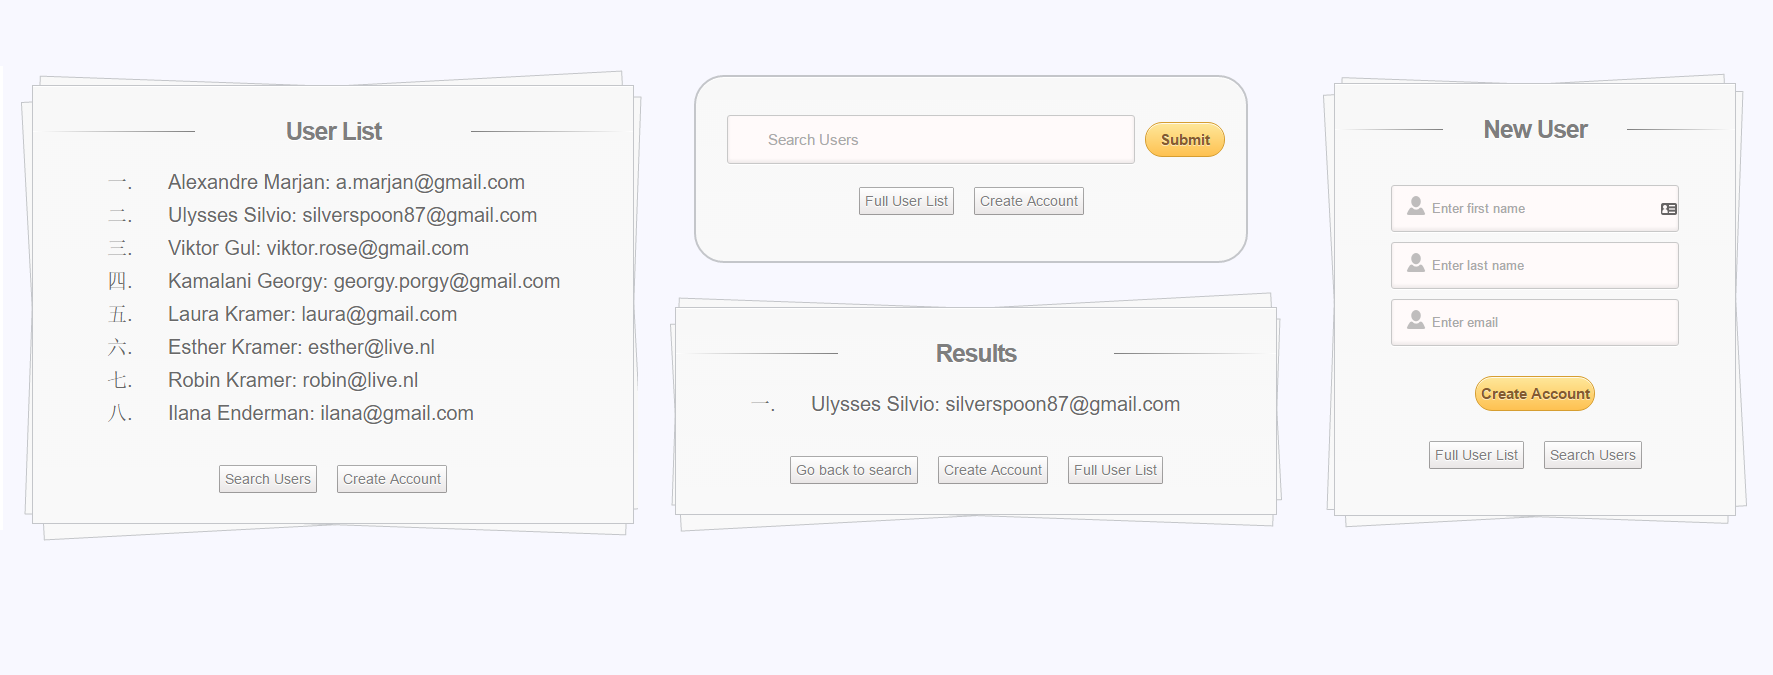 User List
一. Alexandre Marjan: a.marjan@gmail.com
二. Ulysses Silvio: silverspoon87@gmail.com
三. Viktor Gul: viktor.rose@gmail.com
四. Kamalani Georgy: georgy.porgy@gmail.com
五. Laura Kramer: laura@gmail.com
六. Esther Kramer: esther@live.nl
七. Robin Kramer: robin@live.nl
八. Ilana Enderman: ilana@gmail.com
Search Users Create Account
Search Users Submit
Full User List Create Account
Results
一. Ulysses Silvio: silverspoon87@gmail.com
Go back to search Create Account Full User List
New User
Enter first name
Enter last name
Enter email
Create Account
Full User List Search Users